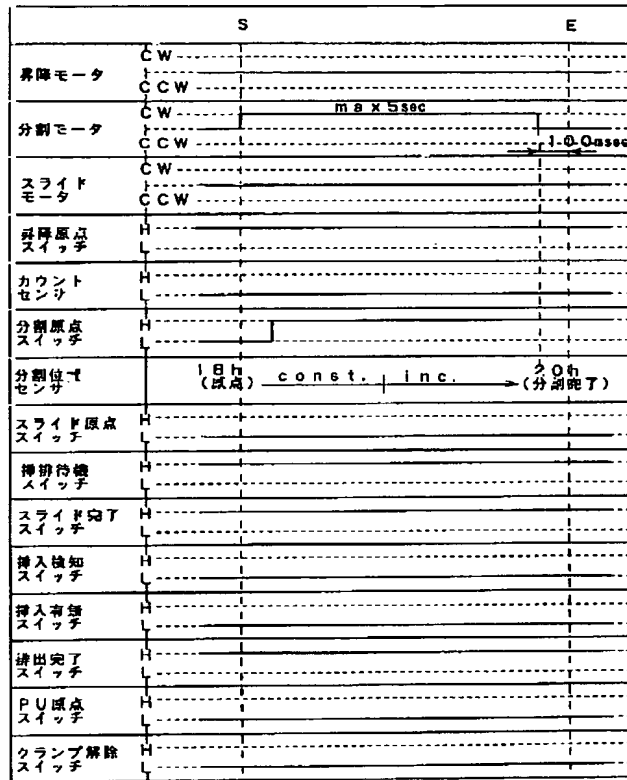 S E
CW
昇降モータ
CCW
CW max5sec
分割モータ
CCW 100msec
CW
スライド
モータ CCW
昇降原点 H
スイッチ L
カウント H
センサ L
分割原点 H
スイッチ L
分割位置 18h const. inc. 20h
センサ (原点) (分割完了)
スライド原点 H
スイッチ L
挿排待機 H
スイッチ L
スライド完了 H
スイッチ L
挿入検知 H
スイッチ L
挿入有無 H
スイッチ L
排出完了 H
スイッチ L
PU原点 H
スイッチ L
クランプ解除 H
スイッチ L